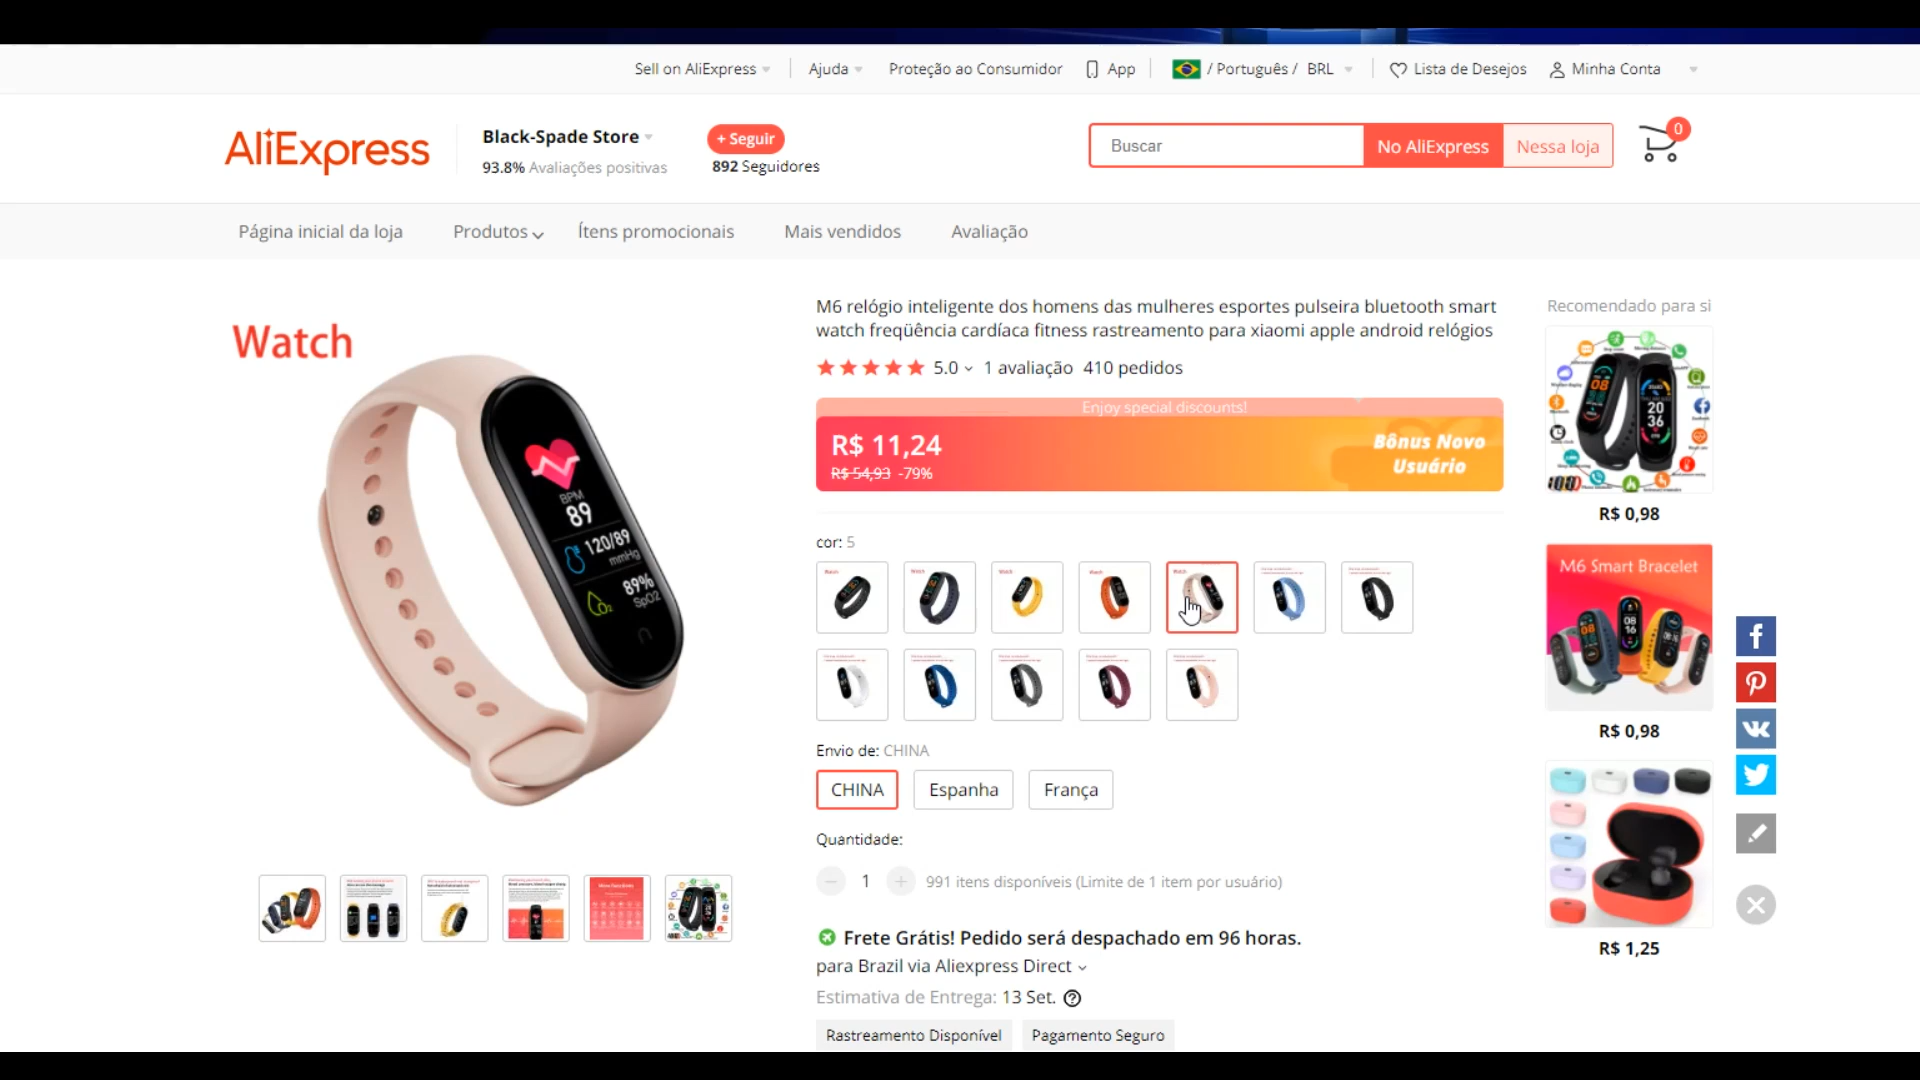 Sell on AliExpress
Ajuda
Proteção ao Consumidor
App
/ Português / BRL
Lista de Desejos
Minha Conta
AliExpress
Black-Spade Store
93.8% Avaliações positivas
+ Seguir
892 Seguidores
Buscar
No AliExpress
Nessa loja
0
Página inicial da loja
Produtos
Ítens promocionais
Mais vendidos
Avaliação
Watch
BPM
89
120/89
mmHg
89%
SpO2
M6 relógio inteligente dos homens das mulheres esportes pulseira bluetooth smart
watch freqüência cardíaca fitness rastreamento para xiaomi apple android relógios
5.0
1 avaliação
410 pedidos
Enjoy special discounts!
R$ 11,24
R$ 54,93 -79%
Bônus Novo
Usuário
cor: 5
Envio de: CHINA
CHINA
Espanha
França
Quantidade:
1
991 itens disponíveis (Limite de 1 item por usuário)
Frete Grátis! Pedido será despachado em 96 horas.
para Brazil via Aliexpress Direct
Estimativa de Entrega: 13 Set.
Rastreamento Disponível
Pagamento Seguro
Recomendado para si
08
20
36
R$ 0,98
M6 Smart Bracelet
08
08
16
R$ 0,98
R$ 1,25